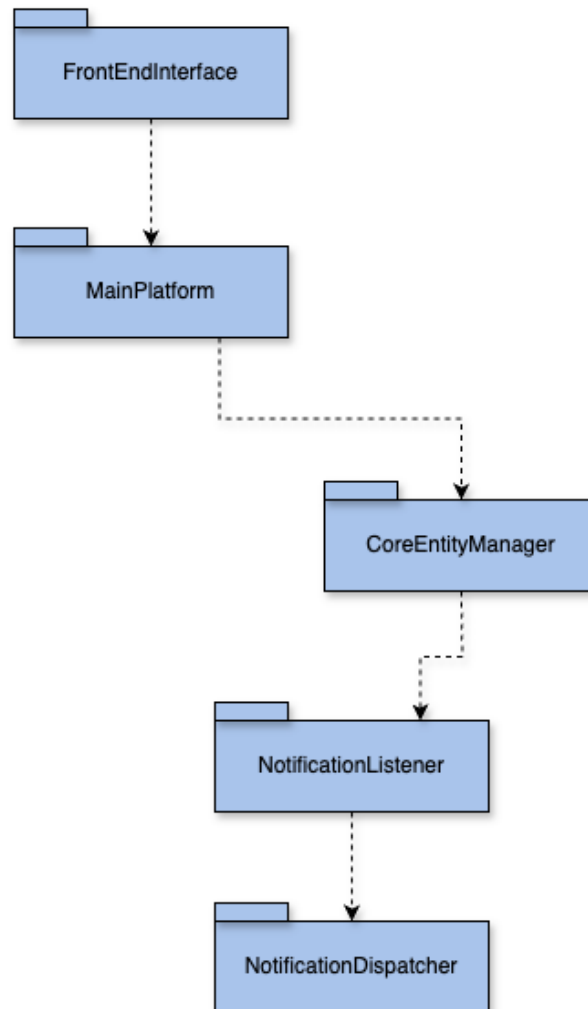 FrontEndInterface
MainPlatform
CoreEntityManager
NotificationListener
NotificationDispatcher